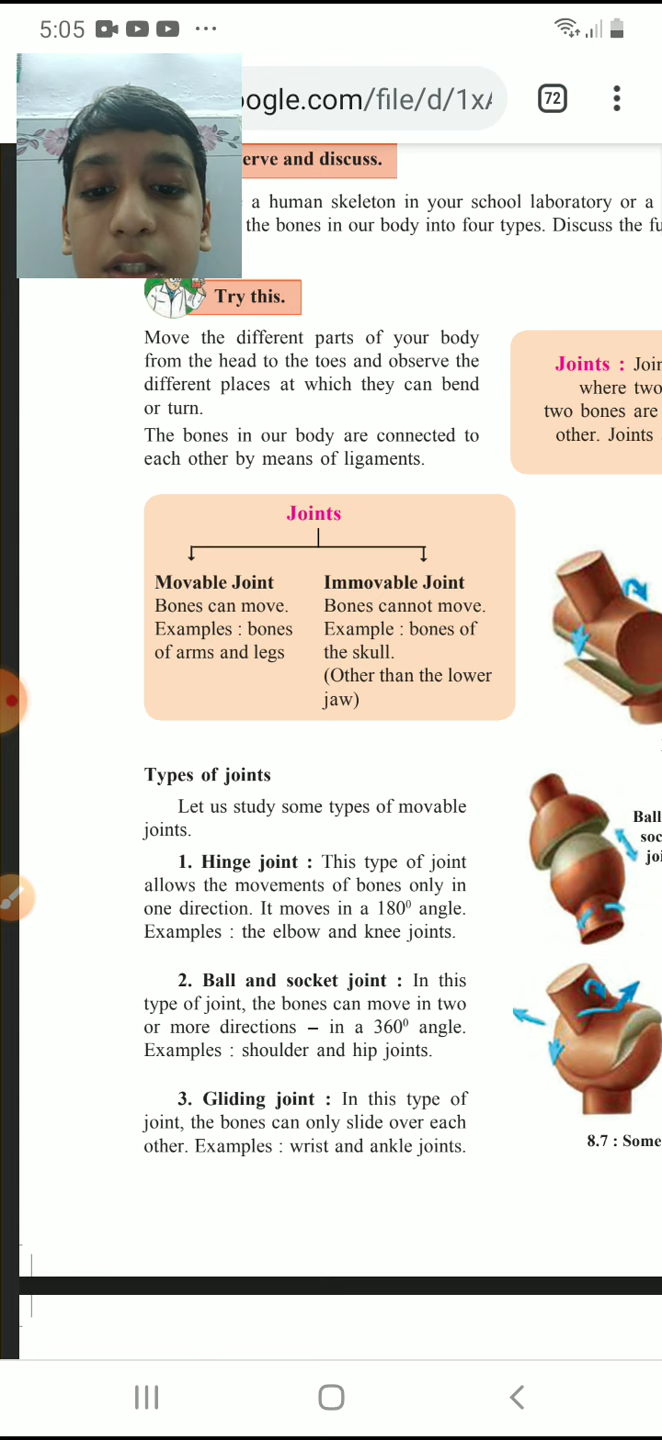 5:05
oogle.com/file/d/1x
72
erve and discuss.
a human skeleton in your school laboratory or a
the bones in our body into four types. Discuss the fu
Try this.
Move the different parts of your body
from the head to the toes and observe the
different places at which they can bend
or turn.
The bones in our body are connected to
each other by means of ligaments.
Joints : Join
where two
two bones are
other. Joints
Joints
Movable Joint
Bones can move.
Examples : bones
of arms and legs
Immovable Joint
Bones cannot move.
Example : bones of
the skull.
(Other than the lower
jaw)
Types of joints
Let us study some types of movable
joints.
1. Hinge joint : This type of joint
allows the movements of bones only in
one direction. It moves in a 180⁰ angle.
Examples : the elbow and knee joints.
2. Ball and socket joint : In this
type of joint, the bones can move in two
or more directions – in a 360⁰ angle.
Examples : shoulder and hip joints.
3. Gliding joint : In this type of
joint, the bones can only slide over each
other. Examples : wrist and ankle joints.
Ball
soc
joi
8.7 : Some